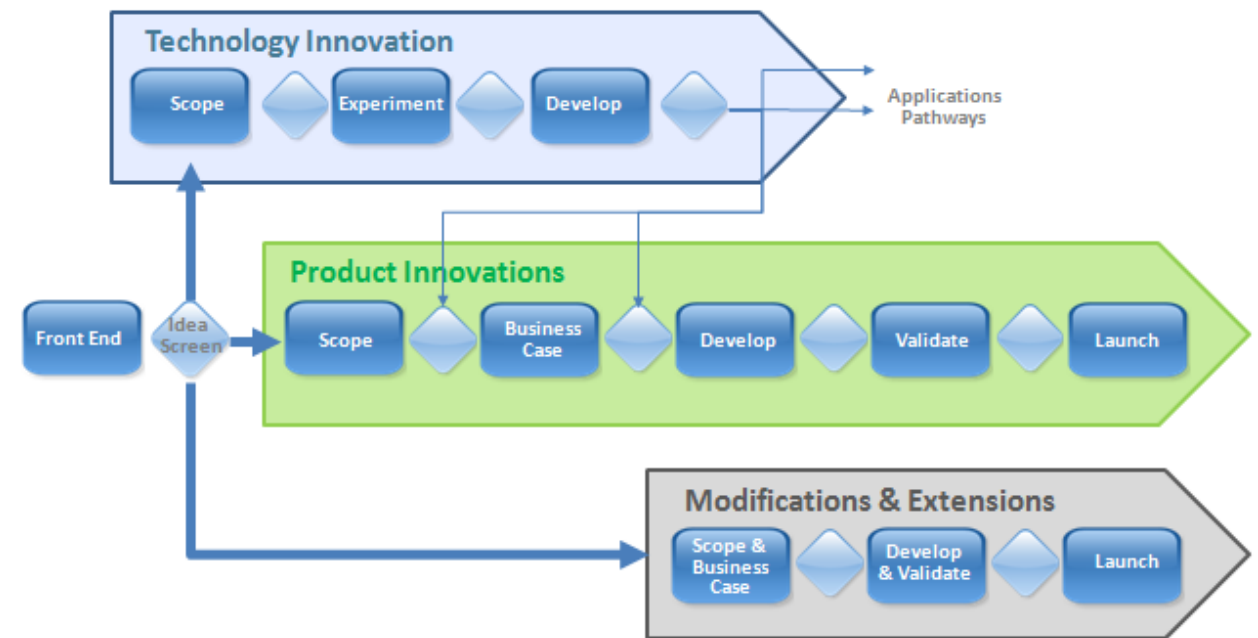 Technology Innovation
Scope
Experiment
Develop
Applications
Pathways
Product Innovations
Front End
Idea
Screen
Scope
Business
Case
Develop
Validate
Launch
Modifications & Extensions
Scope &
Business
Case
Develop
& Validate
Launch